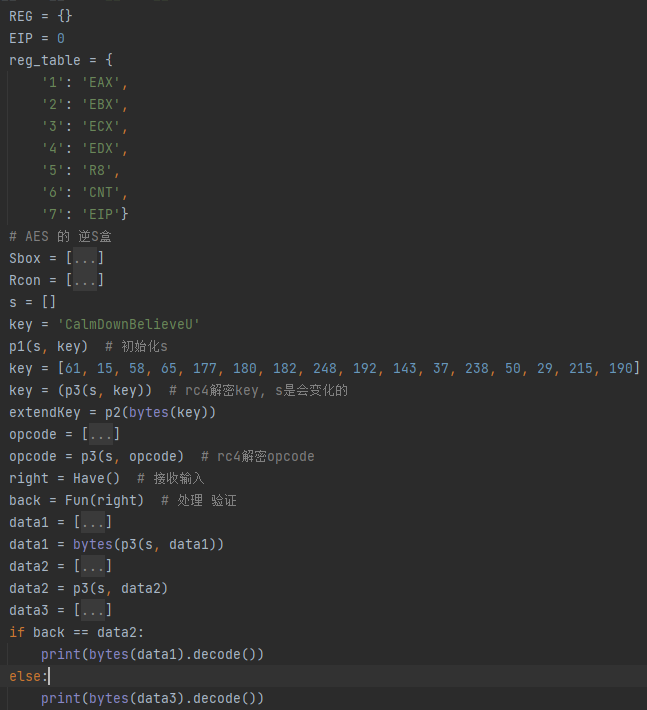 REG = {}
EIP = 0
reg_table = {
    '1': 'EAX',
    '2': 'EBX',
    '3': 'ECX',
    '4': 'EDX',
    '5': 'R8',
    '6': 'CNT',
    '7': 'EIP'}
# AES 的 逆S盒
Sbox = [...]
Rcon = [...]
s = []
key = 'CalmDownBelieveU'
p1(s, key)  # 初始化s
key = [61, 15, 58, 65, 177, 180, 182, 248, 192, 143, 37, 238, 50, 29, 215, 190]
key = (p3(s, key))  # rc4解密key, s是会变化的
extendKey = p2(bytes(key))
opcode = [...]
opcode = p3(s, opcode)  # rc4解密opcode
right = Have()  # 接收输入
back = Fun(right)  # 处理 验证
data1 = [...]
data1 = bytes(p3(s, data1))
data2 = [...]
data2 = p3(s, data2)
data3 = [...]
if back == data2:
    print(bytes(data1).decode())
else:
    print(bytes(data3).decode())